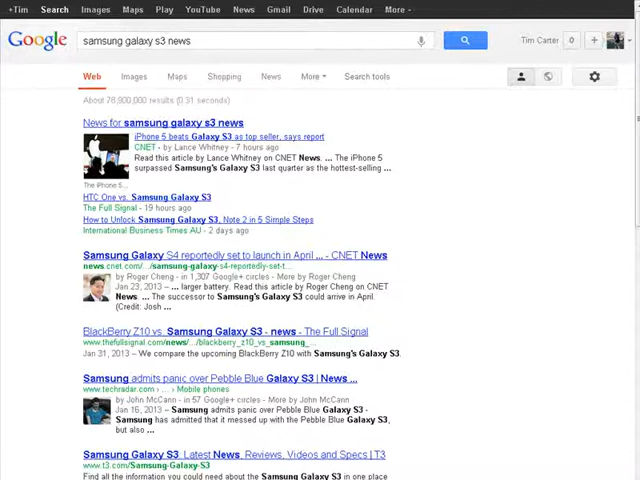 +Tim Search Images Maps Play YouTube News Gmail Drive Calendar More
Google samsung galaxy s3 news Tim Carter 0 +
Web Images Maps Shopping News More Search tools
About 76,900,000 results (0.31 seconds)
News for samsung galaxy s3 news
iPhone 5 beats Galaxy S3 as top seller, says report
CNET - by Lance Whitney - 7 hours ago
Read this article by Lance Whitney on CNET News. ... The iPhone 5
surpassed Samsung's Galaxy S3 last quarter as the hottest-selling ...
The iPhone 5...
HTC One vs. Samsung Galaxy S3
The Full Signal - 19 hours ago
How to Unlock Samsung Galaxy S3, Note 2 in 5 Simple Steps
International Business Times AU - 2 days ago
Samsung Galaxy S4 reportedly set to launch in April ... - CNET News
news.cnet.com/.../samsung-galaxy-s4-reportedly-set-t...
by Roger Cheng - in 1,307 Google+ circles - More by Roger Cheng
Jan 23, 2013 – ... larger battery. Read this article by Roger Cheng on CNET
News. ... The successor to Samsung's Galaxy S3 could arrive in April.
(Credit: Josh ...
BlackBerry Z10 vs. Samsung Galaxy S3 - news - The Full Signal
www.thefullsignal.com/news/.../blackberry_z10_vs_samsung_...
Jan 31, 2013 – We compare the upcoming BlackBerry Z10 with Samsung's Galaxy S3.
Samsung admits panic over Pebble Blue Galaxy S3 | News ...
www.techradar.com › ... › Mobile phones
by John McCann - in 57 Google+ circles - More by John McCann
Jan 16, 2013 – Samsung admits panic over Pebble Blue Galaxy S3 -
Samsung has admitted that it messed up with the Pebble Blue Galaxy S3,
but also ...
Samsung Galaxy S3: Latest News, Reviews, Videos and Specs | T3
www.t3.com/Samsung-Galaxy-S3
Find all the information you could need about the Samsung Galaxy S3 in one place